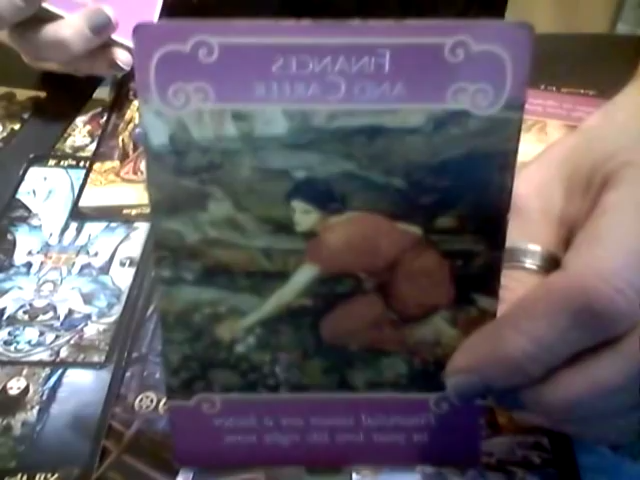 FINANCES
AND CAREER
Financial issues are a factor
in your love life right now.